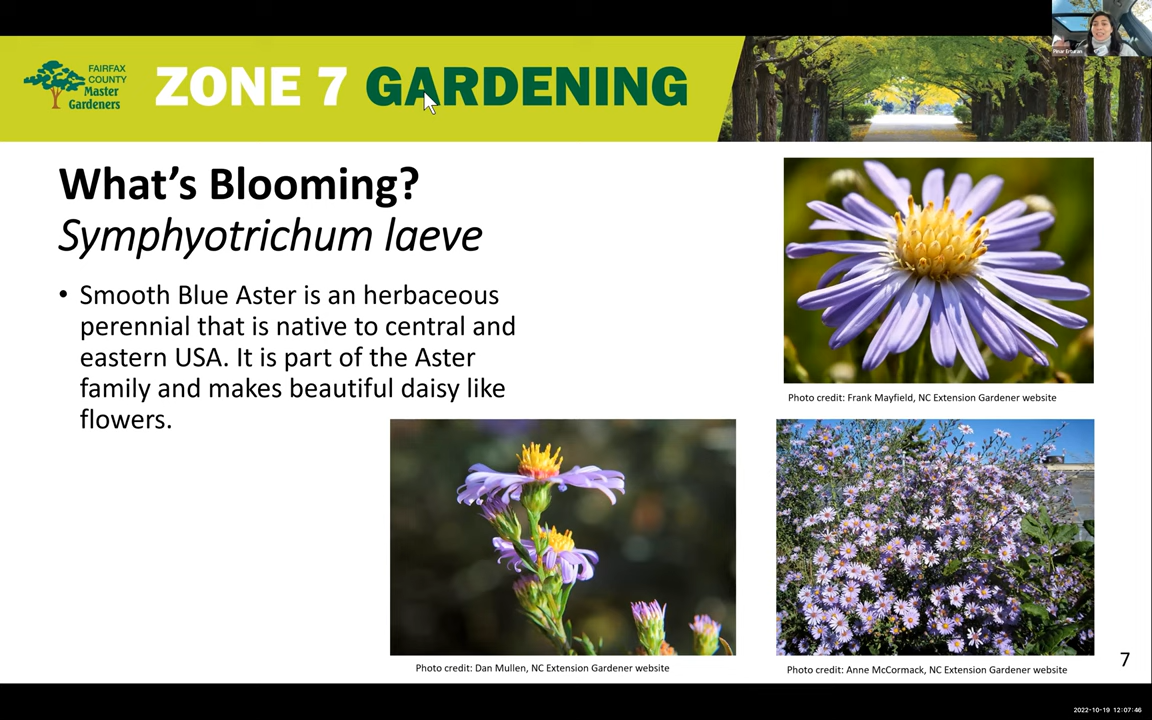 Pinar Erturan
FAIRFAX
COUNTY
Master
Gardeners
ZONE 7 GARDENING
What's Blooming?
Symphyotrichum laeve
• Smooth Blue Aster is an herbaceous
perennial that is native to central and
eastern USA. It is part of the Aster
family and makes beautiful daisy like
flowers.
Photo credit: Frank Mayfield, NC Extension Gardener website
Photo credit: Dan Mullen, NC Extension Gardener website
Photo credit: Anne McCormack, NC Extension Gardener website
7
2022-10-19 12:07:46